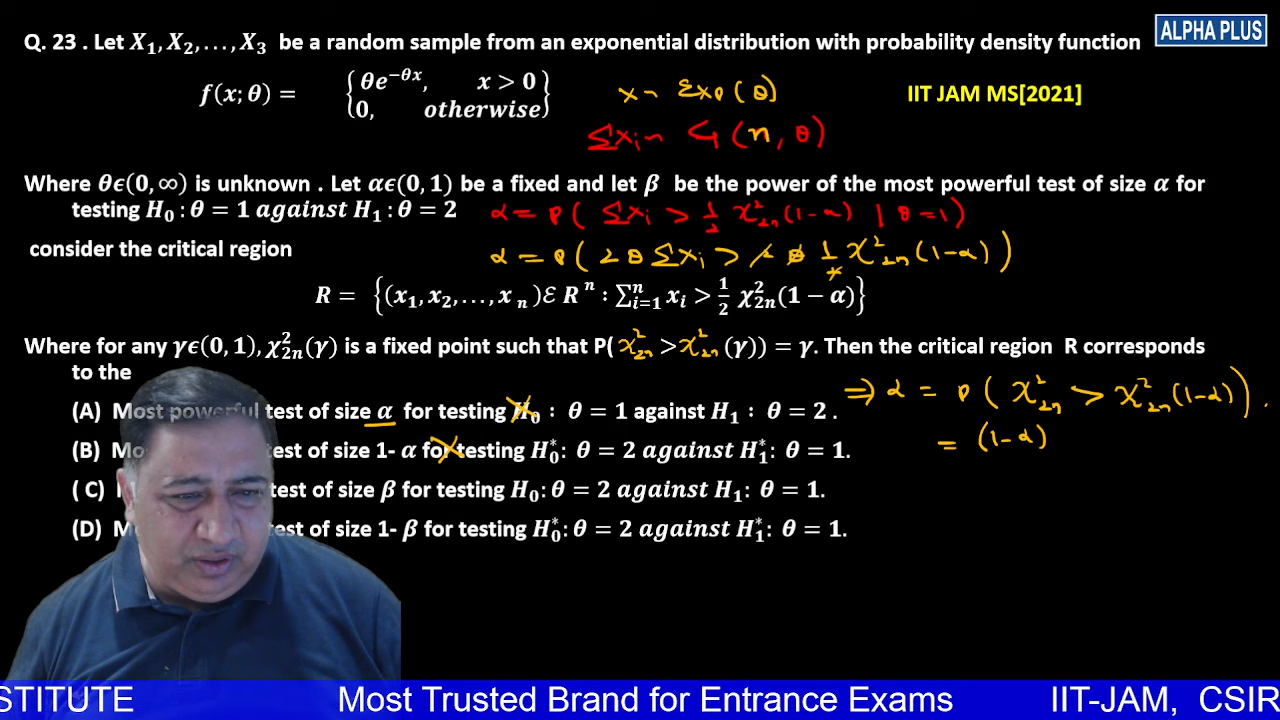 Q. 23 . Let X₁, X₂, . . . , X₃ be a random sample from an exponential distribution with probability density function
ALPHA PLUS
f(x; θ) = { θe^{-θx}, x > 0
0, otherwise }
x ~ Exp(θ)
IIT JAM MS[2021]
Σxᵢ ~ G(n, θ)
Where θϵ(0, ∞) is unknown . Let αϵ(0, 1) be a fixed and let β be the power of the most powerful test of size α for
testing H₀ : θ = 1 against H₁ : θ = 2
α = P( Σxᵢ > ½ χ²₂ₙ(1-α) | θ=1)
consider the critical region
R = {(x₁, x₂, . . . , x ₙ)Ɛ R ⁿ : ∑ⁿᵢ₌₁ xᵢ > ½ χ²₂ₙ(1 − α)}
Where for any γϵ(0, 1), χ²₂ₙ(γ) is a fixed point such that P( χ²₂ₙ > χ²₂ₙ (γ)) = γ. Then the critical region R corresponds
to the
⇒ α = P( χ²₂ₙ > χ²₂ₙ(1-α)).
= (1-α)
(A) Most powerful test of size α for testing H₀ : θ = 1 against H₁ : θ = 2 .
(B) test of size 1- α for testing H₀*: θ = 2 against H₁*: θ = 1.
( C) test of size β for testing H₀: θ = 2 against H₁: θ = 1.
(D) test of size 1- β for testing H₀*: θ = 2 against H₁*: θ = 1.
STITUTE Most Trusted Brand for Entrance Exams IIT-JAM, CSIR